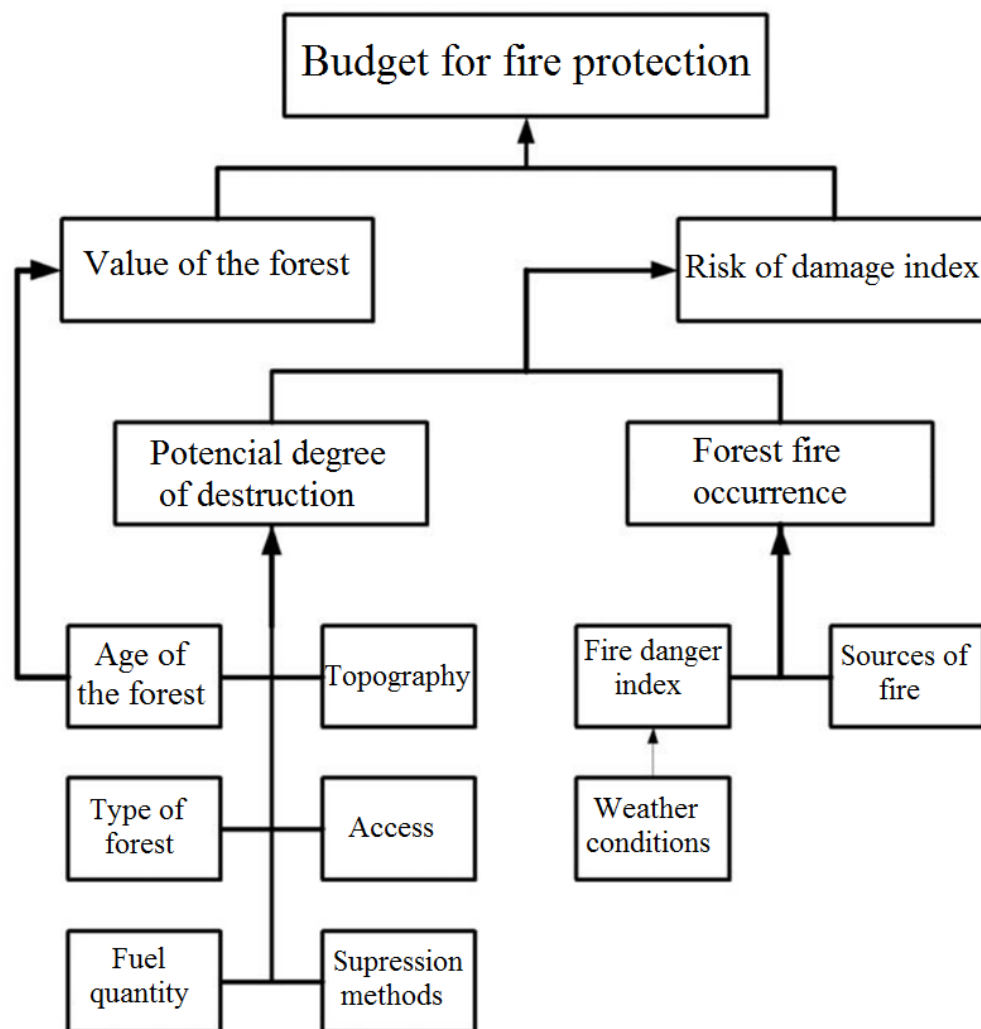 Budget for fire protection
Value of the forest
Risk of damage index
Potencial degree
of destruction
Forest fire
occurrence
Age of
the forest
Topography
Fire danger
index
Sources of
fire
Type of
forest
Access
Weather
conditions
Fuel
quantity
Supression
methods